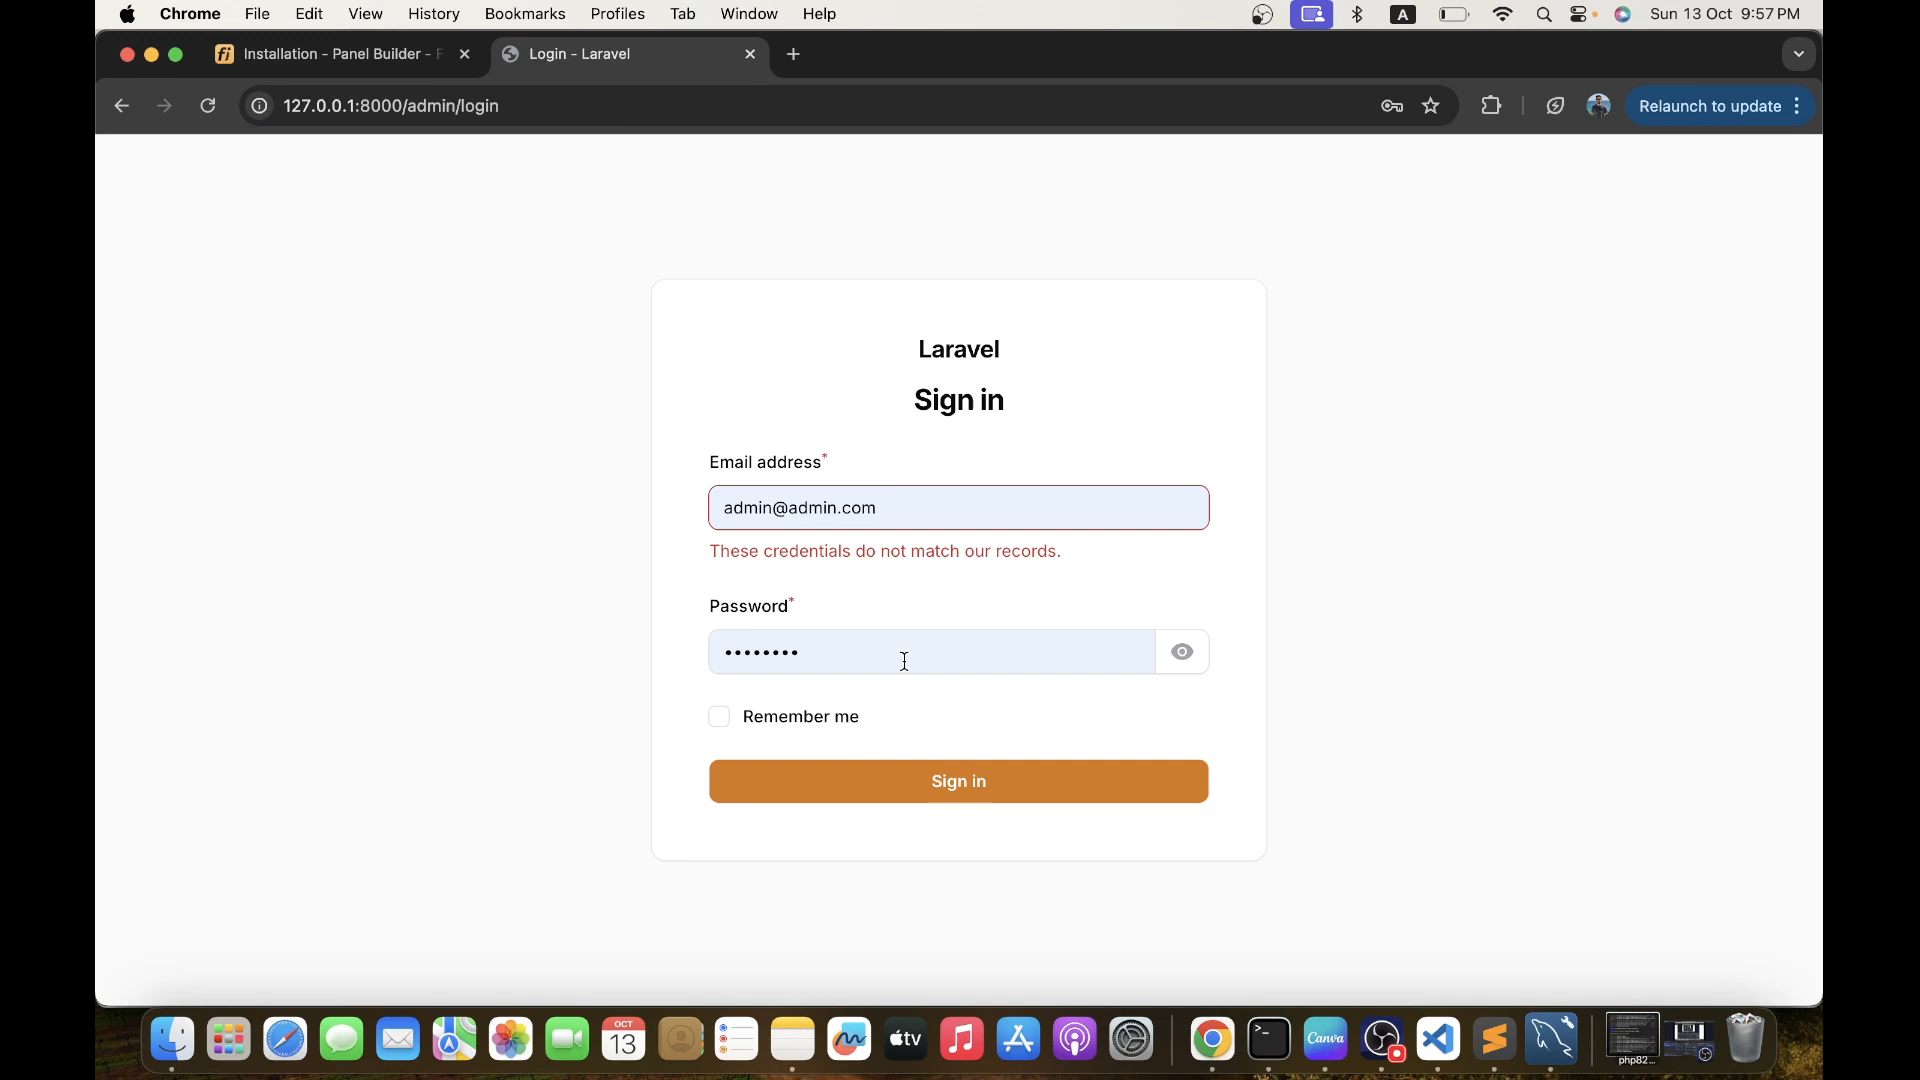 Chrome File Edit View History Bookmarks Profiles Tab Window Help A Sun 13 Oct 9:57 PM
fi Installation - Panel Builder - F Login - Laravel
127.0.0.1:8000/admin/login Relaunch to update
Laravel
Sign in
Email address*
admin@admin.com
These credentials do not match our records.
Password*
••••••••
Remember me
Sign in
OCT
13
tv
Canva
php82...